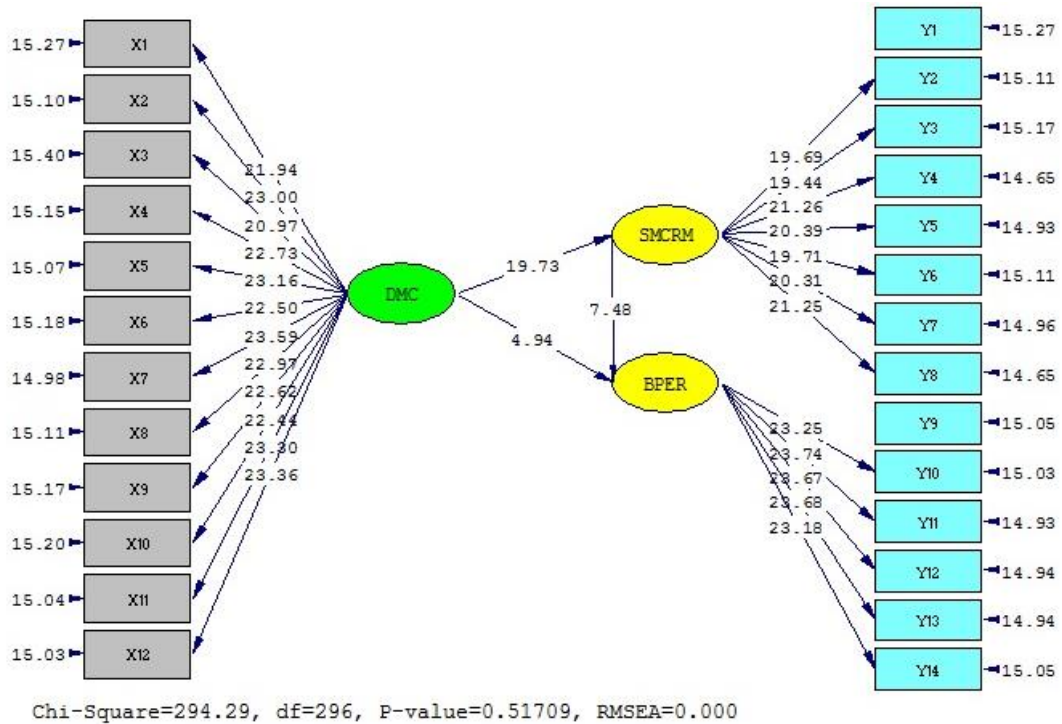 15.27 X1
15.10 X2
15.40 X3
15.15 X4
15.07 X5
15.18 X6
14.98 X7
15.11 X8
15.17 X9
15.20 X10
15.04 X11
15.03 X12
21.94
23.00
20.97
22.73
23.16
22.50
23.59
22.97
22.62
22.44
23.30
23.36
DMC
19.73
4.94
SMCRM
7.48
BPER
19.69
19.44
21.26
20.39
19.71
20.31
21.25
23.25
23.74
23.67
23.68
23.18
Y1 15.27
Y2 15.11
Y3 15.17
Y4 14.65
Y5 14.93
Y6 15.11
Y7 14.96
Y8 14.65
Y9 15.05
Y10 15.03
Y11 14.93
Y12 14.94
Y13 14.94
Y14 15.05
Chi-Square=294.29, df=296, P-value=0.51709, RMSEA=0.000